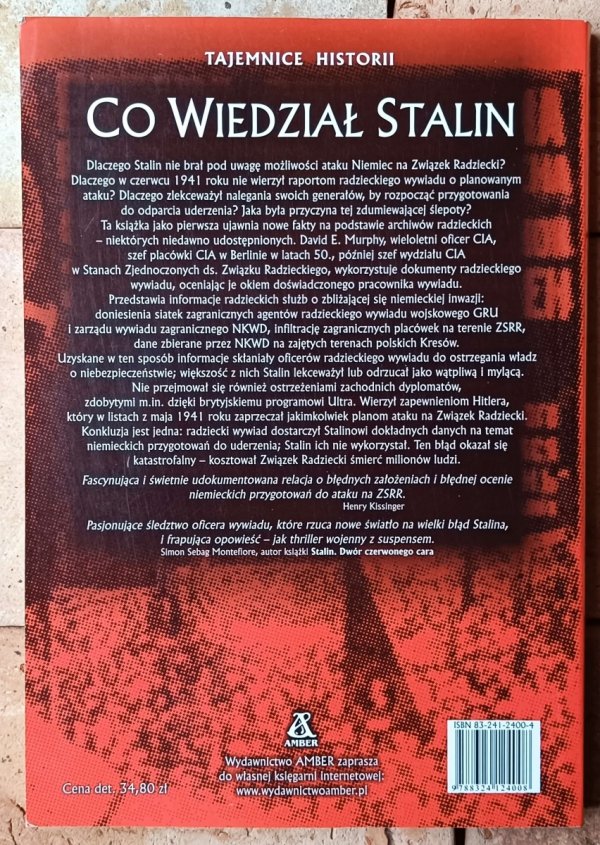 TAJEMNICE HISTORII
CO WIEDZIAŁ STALIN
Dlaczego Stalin nie brał pod uwagę możliwości ataku Niemiec na Związek Radziecki?
Dlaczego w czerwcu 1941 roku nie wierzył raportom radzieckiego wywiadu o planowanym
ataku? Dlaczego zlekceważył nalegania swoich generałów, by rozpocząć przygotowania
do odparcia uderzenia? Jaka była przyczyna tej zdumiewającej ślepoty?
Ta książka jako pierwsza ujawnia nowe fakty na podstawie archiwów radzieckich
– niektórych niedawno udostępnionych. David E. Murphy, wieloletni oficer CIA,
szef placówki CIA w Berlinie w latach 50., później szef wydziału CIA
w Stanach Zjednoczonych ds. Związku Radzieckiego, wykorzystuje dokumenty radzieckiego
wywiadu, oceniając je okiem doświadczonego pracownika wywiadu.
Przedstawia informacje radzieckich służb o zbliżającej się niemieckiej inwazji:
doniesienia siatek zagranicznych agentów radzieckiego wywiadu wojskowego GRU
i zarządu wywiadu zagranicznego NKWD, infiltrację zagranicznych placówek na terenie ZSRR,
dane zbierane przez NKWD na zajętych terenach polskich Kresów.
Uzyskane w ten sposób informacje skłaniały oficerów radzieckiego wywiadu do ostrzegania władz
o niebezpieczeństwie; większość z nich Stalin lekceważył lub odrzucał jako wątpliwą i mylącą.
Nie przejmował się również ostrzeżeniami zachodnich dyplomatów,
zdobytymi m.in. dzięki brytyjskiemu programowi Ultra. Wierzył zapewnieniom Hitlera,
który w listach z maja 1941 roku zaprzeczał jakimkolwiek planom ataku na Związek Radziecki.
Konkluzja jest jedna: radziecki wywiad dostarczył Stalinowi dokładnych danych na temat
niemieckich przygotowań do uderzenia; Stalin ich nie wykorzystał. Ten błąd okazał się
katastrofalny – kosztował Związek Radziecki śmierć milionów ludzi.
Fascynująca i świetnie udokumentowana relacja o błędnych założeniach i błędnej ocenie
niemieckich przygotowań do ataku na ZSRR.
Henry Kissinger
Pasjonujące śledztwo oficera wywiadu, które rzuca nowe światło na wielki błąd Stalina,
i frapująca opowieść – jak thriller wojenny z suspensem.
Simon Sebag Montefiore, autor książki Stalin. Dwór czerwonego cara
AMBER
Wydawnictwo AMBER zaprasza
do własnej księgarni internetowej:
www.wydawnictwoamber.pl
Cena det. 34,80 zł
ISBN 83-241-2400-4
9 788324 124008